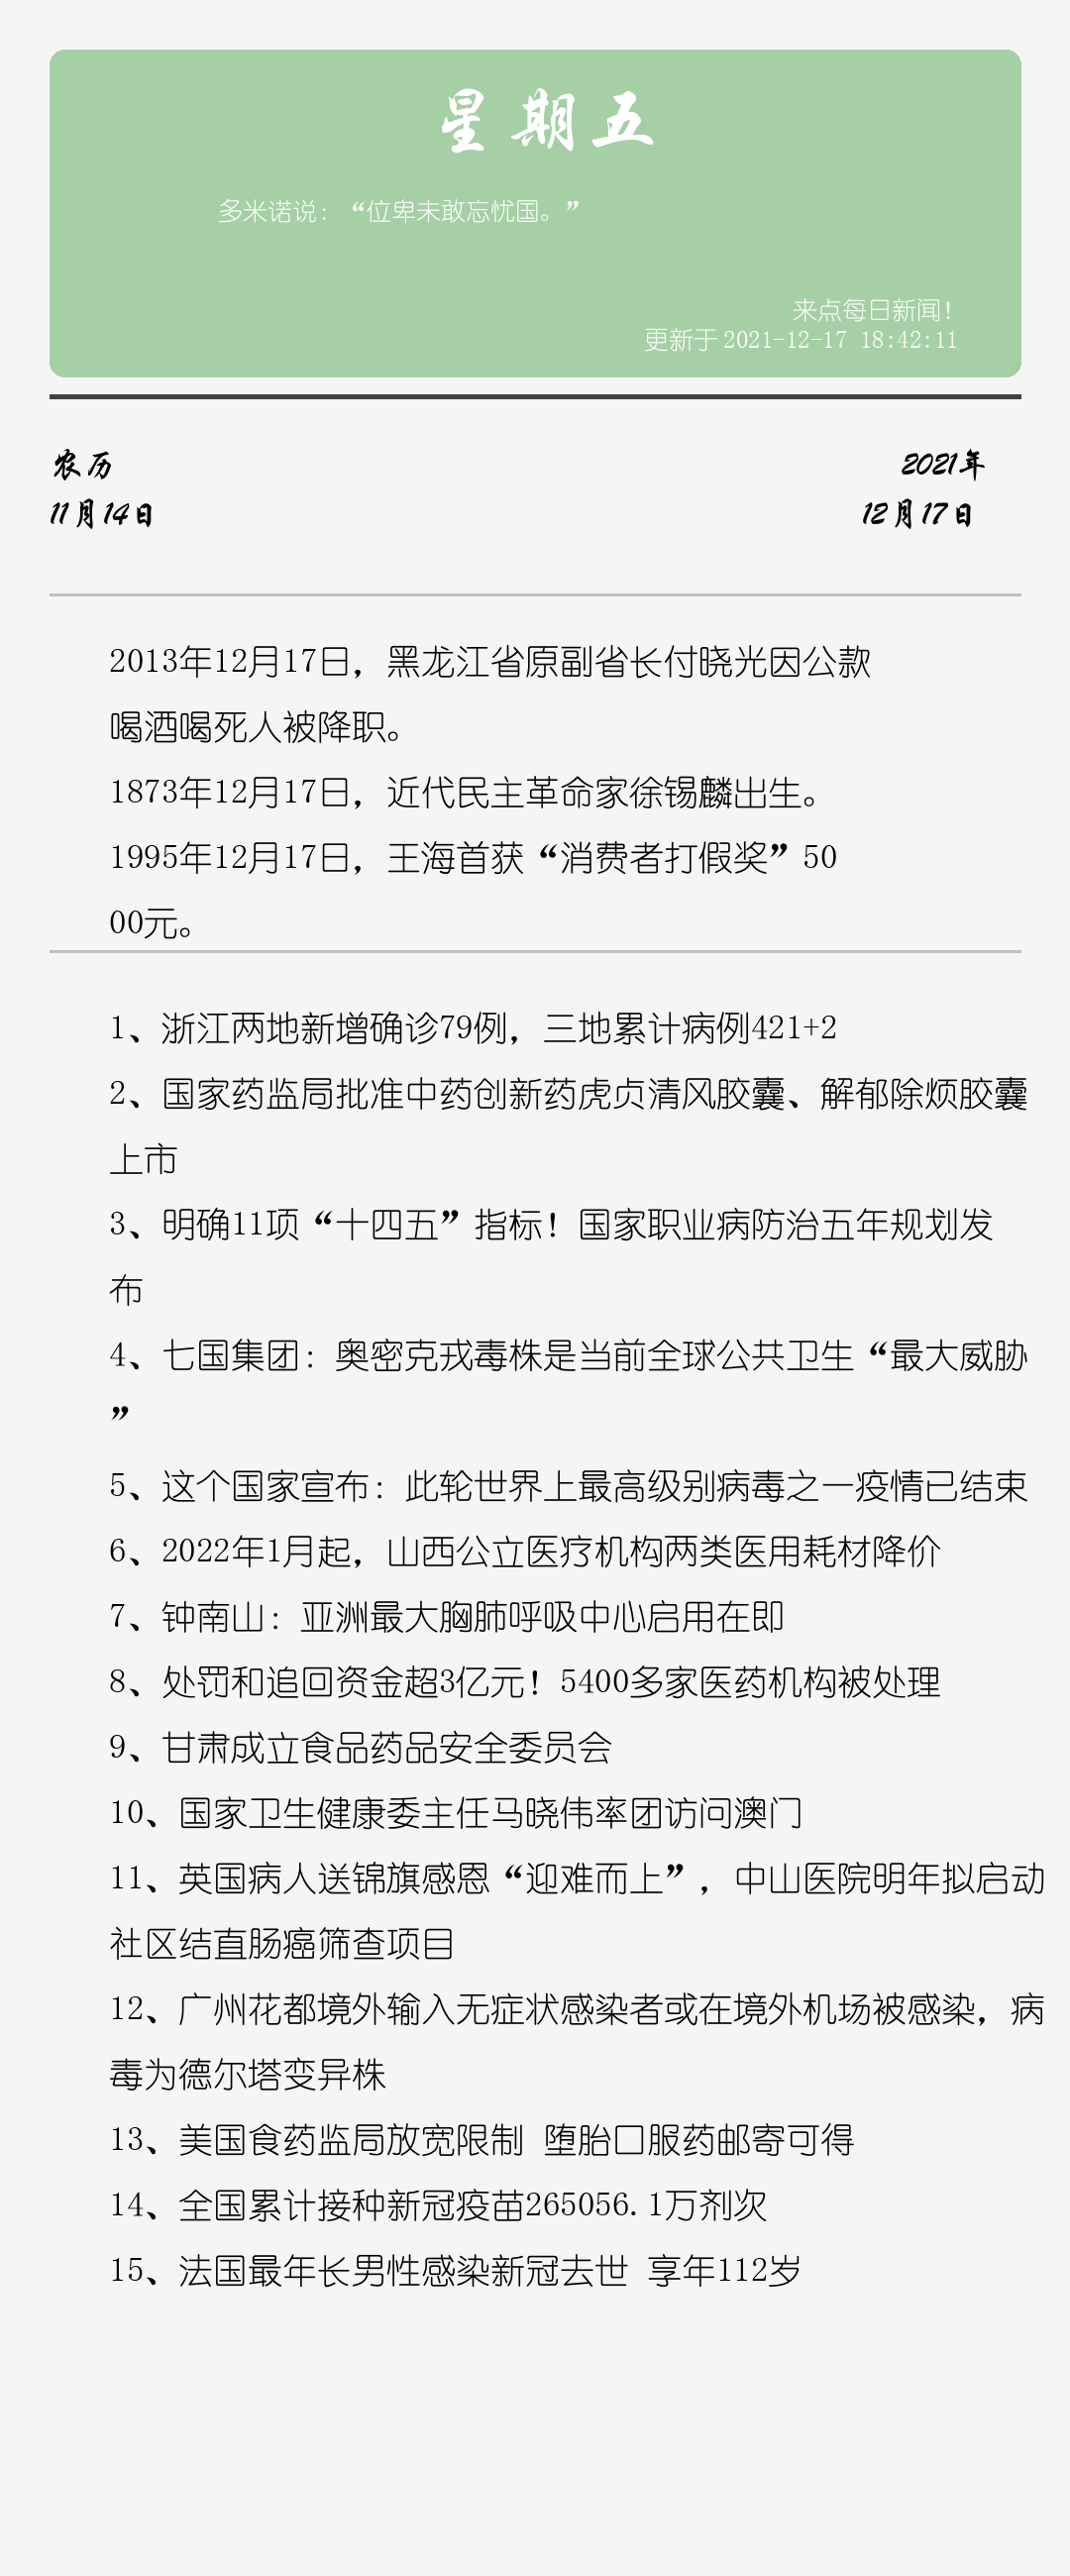 星期五
多米诺说：“位卑未敢忘忧国。”
来点每日新闻！
更新于2021-12-17 18:42:11
农历
2021年
11月14日
12月17日
2013年12月17日，黑龙江省原副省长付晓光因公款
喝酒喝死人被降职。
1873年12月17日，近代民主革命家徐锡麟出生。
1995年12月17日，王海首获“消费者打假奖”50
00元。
1、浙江两地新增确诊79例，三地累计病例421+2
2、国家药监局批准中药创新药虎贞清风胶囊、解郁除烦胶囊
上市
3、明确11项“十四五”指标！国家职业病防治五年规划发
布
4、七国集团：奥密克戎毒株是当前全球公共卫生“最大威胁
”
5、这个国家宣布：此轮世界上最高级别病毒之一疫情已结束
6、2022年1月起，山西公立医疗机构两类医用耗材降价
7、钟南山：亚洲最大胸肺呼吸中心启用在即
8、处罚和追回资金超3亿元！5400多家医药机构被处理
9、甘肃成立食品药品安全委员会
10、国家卫生健康委主任马晓伟率团访问澳门
11、英国病人送锦旗感恩“迎难而上”，中山医院明年拟启动
社区结直肠癌筛查项目
12、广州花都境外输入无症状感染者或在境外机场被感染，病
毒为德尔塔变异株
13、美国食药监局放宽限制 堕胎口服药邮寄可得
14、全国累计接种新冠疫苗265056.1万剂次
15、法国最年长男性感染新冠去世 享年112岁